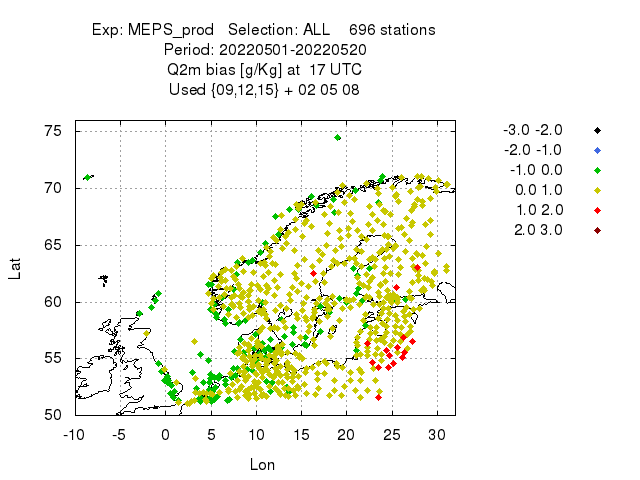 Exp: MEPS_prod   Selection: ALL    696 stations
Period: 20220501-20220520
Q2m bias [g/Kg] at  17 UTC
Used {09,12,15} + 02 05 08
75
70
65
60
55
50
Lat
-10 -5 0 5 10 15 20 25 30
Lon
-3.0 -2.0
-2.0 -1.0
-1.0 0.0
0.0 1.0
1.0 2.0
2.0 3.0